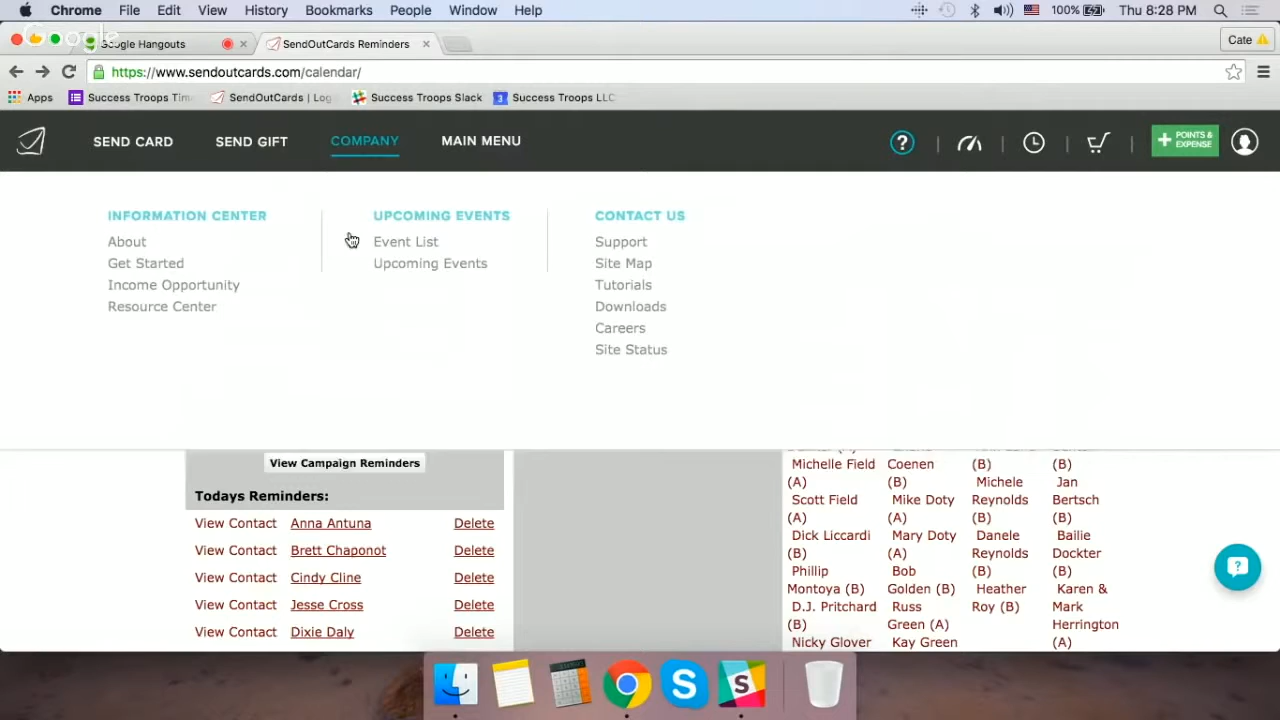 Chrome File Edit View History Bookmarks People Window Help 100% Thu 8:28 PM
Google Hangouts SendOutCards Reminders Cate
https://www.sendoutcards.com/calendar/
Apps Success Troops Tim SendOutCards | Log Success Troops Slack 3 Success Troops LLC
SEND CARD SEND GIFT COMPANY MAIN MENU ? + POINTS & EXPENSE
INFORMATION CENTER
About
Get Started
Income Opportunity
Resource Center
UPCOMING EVENTS
Event List
Upcoming Events
CONTACT US
Support
Site Map
Tutorials
Downloads
Careers
Site Status
View Campaign Reminders
Todays Reminders:
View Contact Anna Antuna Delete
View Contact Brett Chaponot Delete
View Contact Cindy Cline Delete
View Contact Jesse Cross Delete
View Contact Dixie Daly Delete
Michelle Field
(A)
Scott Field
(A)
Dick Liccardi
(B)
Phillip
Montoya (B)
D.J. Pritchard
(B)
Nicky Glover
Coenen
(B)
Mike Doty
(A)
Mary Doty
(A)
Bob
Golden (B)
Russ
Green (A)
Kay Green
(B)
Michele
Reynolds
(B)
Danele
Reynolds
(B)
Heather
Roy (B)
(B)
Jan
Bertsch
(B)
Bailie
Dockter
(B)
Karen &
Mark
Herrington
(A)